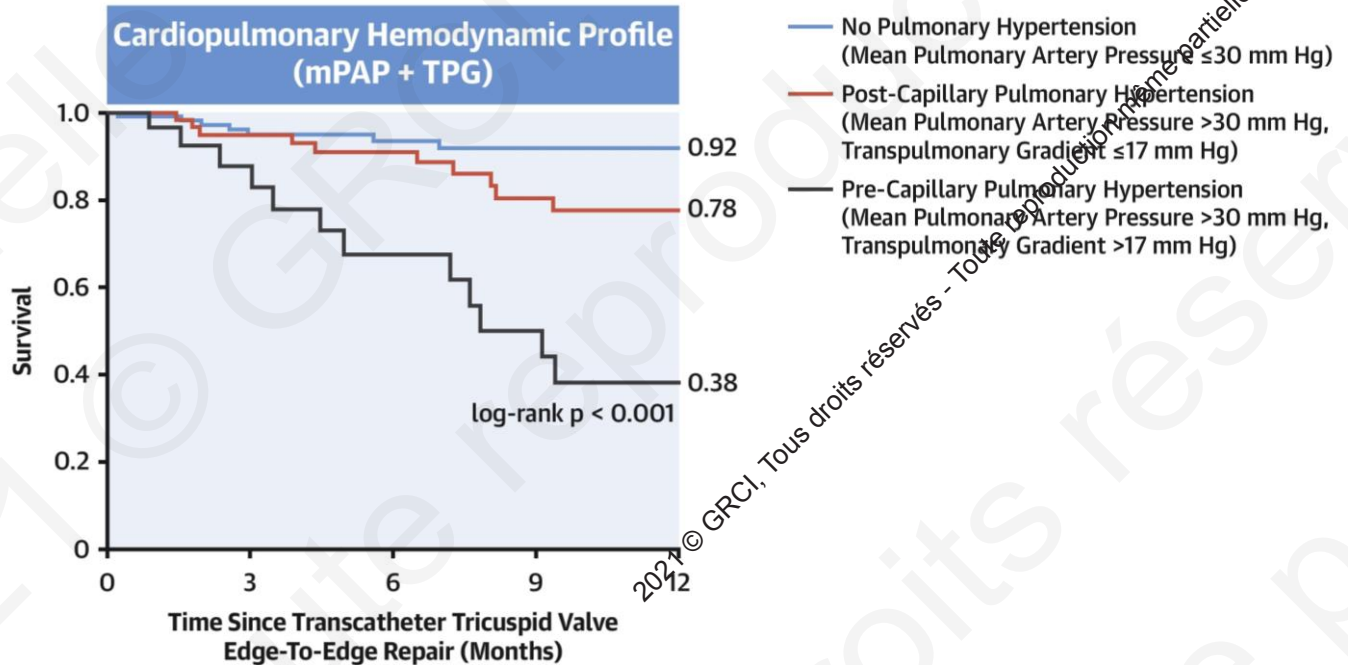 Cardiopulmonary Hemodynamic Profile
(mPAP + TPG)
No Pulmonary Hypertension
(Mean Pulmonary Artery Pressure ≤30 mm Hg)
Post-Capillary Pulmonary Hypertension
(Mean Pulmonary Artery Pressure >30 mm Hg,
Transpulmonary Gradient ≤17 mm Hg)
Pre-Capillary Pulmonary Hypertension
(Mean Pulmonary Artery Pressure >30 mm Hg,
Transpulmonary Gradient >17 mm Hg)
Survival
1.0
0.8
0.6
0.4
0.2
0
0.92
0.78
0.38
log-rank p < 0.001
0 3 6 9 12
Time Since Transcatheter Tricuspid Valve
Edge-To-Edge Repair (Months)
2021 © GRCI, Tous droits réservés - Toute reproduction même partielle